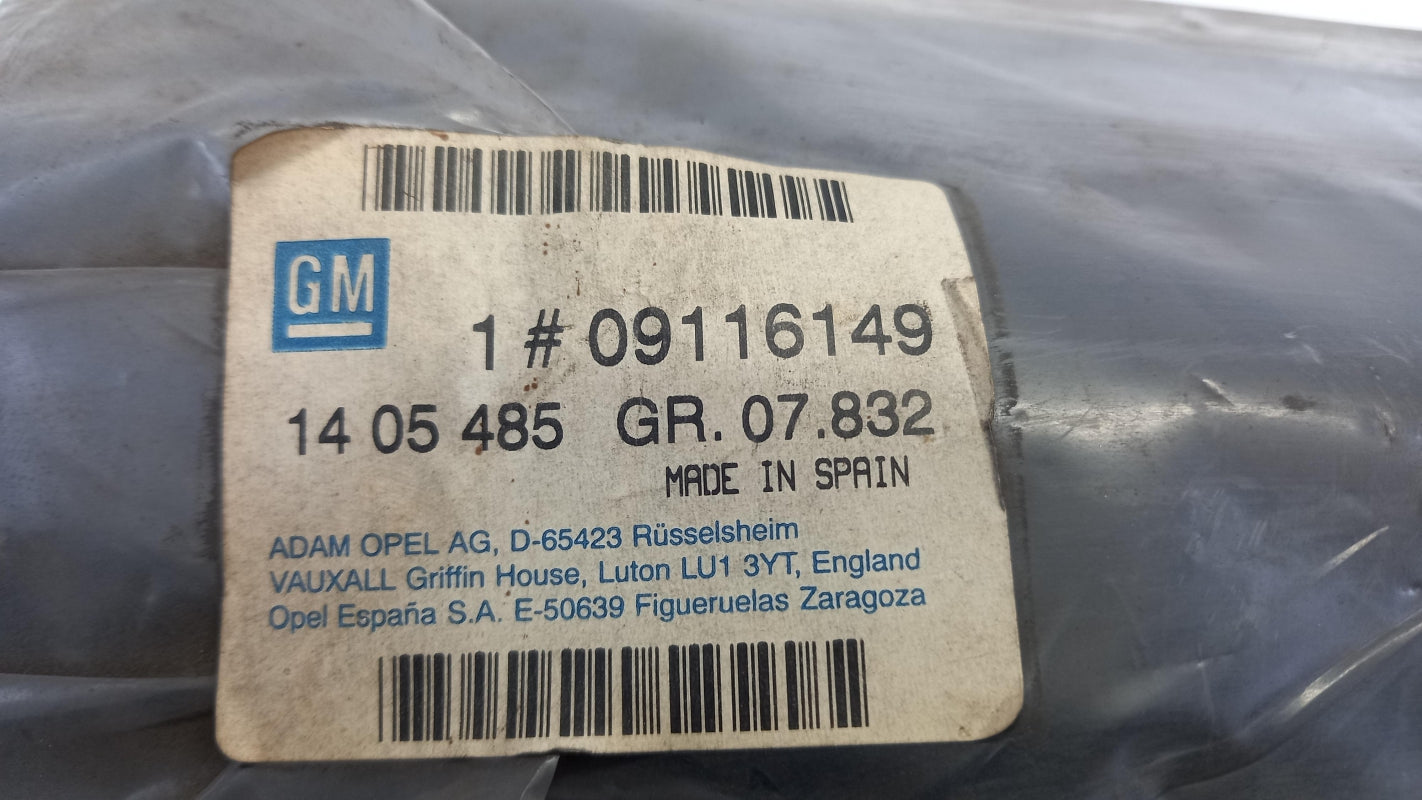 GM
1 # 09116149
14 05 485 GR. 07.832
MADE IN SPAIN
ADAM OPEL AG, D-65423 Rüsselsheim
VAUXALL Griffin House, Luton LU1 3YT, England
Opel España S.A. E-50639 Figueruelas Zaragoza